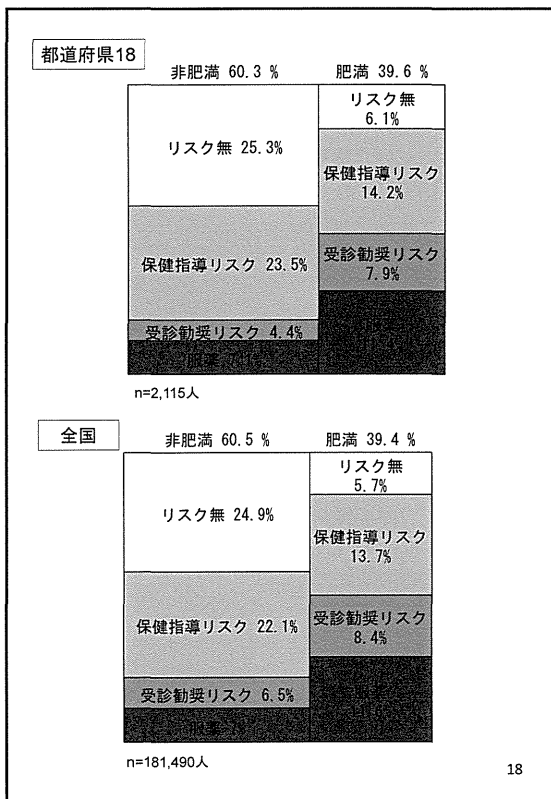 都道府県18
非肥満 60.3 %
肥満 39.6 %
リスク無 25.3%
保健指導リスク 23.5%
受診勧奨リスク 4.4%
服薬
リスク無
6.1%
保健指導リスク
14.2%
受診勧奨リスク
7.9%
n=2,115人
全国
非肥満 60.5 %
肥満 39.4 %
リスク無 24.9%
保健指導リスク 22.1%
受診勧奨リスク 6.5%
服薬
リスク無
5.7%
保健指導リスク
13.7%
受診勧奨リスク
8.4%
n=181,490人
18